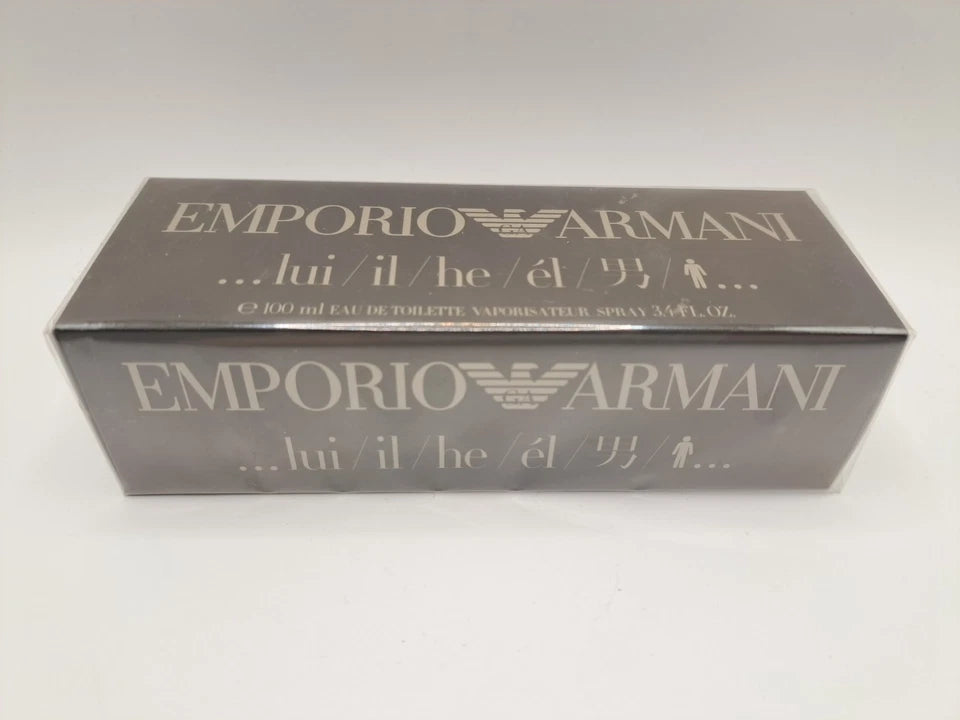 EMPORIO ARMANI
...lui/il/he/él/男/...
℮ 100 ml EAU DE TOILETTE VAPORISATEUR SPRAY 3.4 FL. OZ.
EMPORIO ARMANI
...lui/il/he/él/男/...